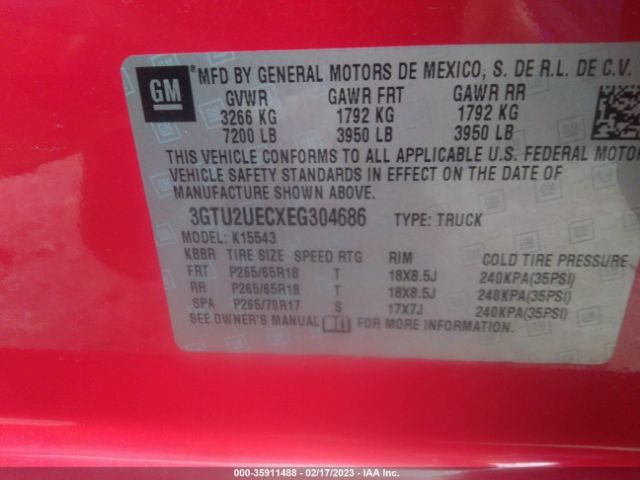 GM
® MFD BY GENERAL MOTORS DE MEXICO, S. DE R.L. DE C.V.
GVWR GAWR FRT GAWR RR
3266 KG 1792 KG 1792 KG
7200 LB 3950 LB 3950 LB
THIS VEHICLE CONFORMS TO ALL APPLICABLE U.S. FEDERAL MOTOR
VEHICLE SAFETY STANDARDS IN EFFECT ON THE DATE OF
MANUFACTURE SHOWN ABOVE.
3GTU2UECXEG304686 TYPE: TRUCK
MODEL: K15543
KBBR TIRE SIZE SPEED RTG RIM COLD TIRE PRESSURE
FRT P265/65R18 T 18X8.5J 240KPA(35PSI)
RR P265/65R18 T 18X8.5J 240KPA(35PSI)
SPA P265/70R17 S 17X7J 240KPA(35PSI)
SEE OWNER'S MANUAL FOR MORE INFORMATION.
000-35911488 - 02/17/2023 - IAA Inc.